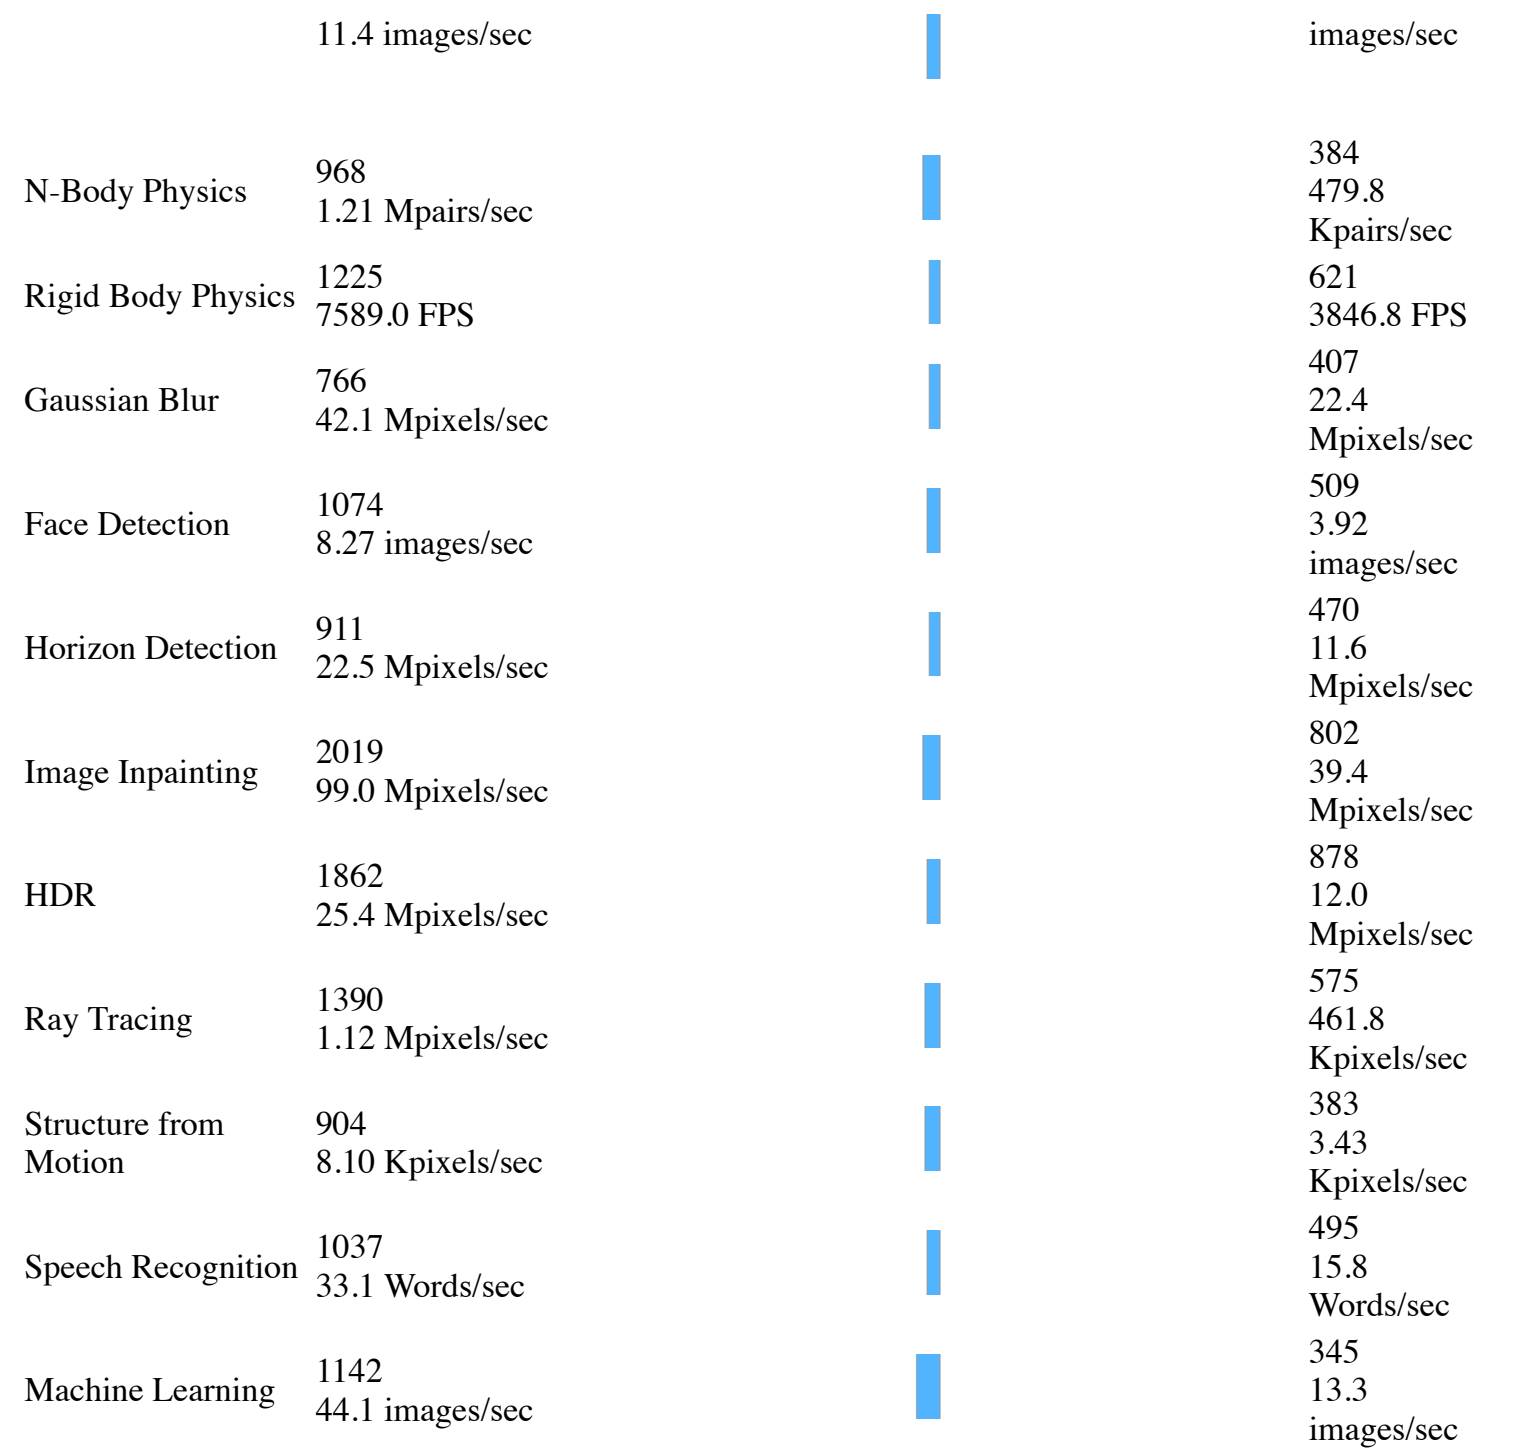 11.4 images/sec
images/sec
N-Body Physics
968
1.21 Mpairs/sec
384
479.8
Kpairs/sec
Rigid Body Physics
1225
7589.0 FPS
621
3846.8 FPS
Gaussian Blur
766
42.1 Mpixels/sec
407
22.4
Mpixels/sec
Face Detection
1074
8.27 images/sec
509
3.92
images/sec
Horizon Detection
911
22.5 Mpixels/sec
470
11.6
Mpixels/sec
Image Inpainting
2019
99.0 Mpixels/sec
802
39.4
Mpixels/sec
HDR
1862
25.4 Mpixels/sec
878
12.0
Mpixels/sec
Ray Tracing
1390
1.12 Mpixels/sec
575
461.8
Kpixels/sec
Structure from
Motion
904
8.10 Kpixels/sec
383
3.43
Kpixels/sec
Speech Recognition
1037
33.1 Words/sec
495
15.8
Words/sec
Machine Learning
1142
44.1 images/sec
345
13.3
images/sec